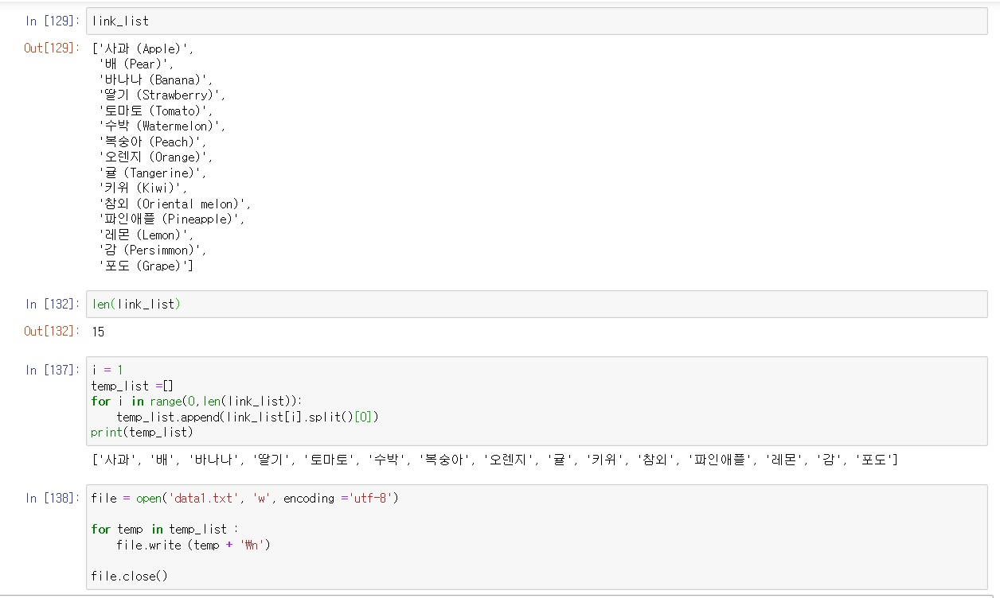 In [129]: link_list
Out[129]: ['사과 (Apple)',
'배 (Pear)',
'바나나 (Banana)',
'딸기 (Strawberry)',
'토마토 (Tomato)',
'수박 (Watermelon)',
'복숭아 (Peach)',
'오렌지 (Orange)',
'귤 (Tangerine)',
'키위 (Kiwi)',
'참외 (Oriental melon)',
'파인애플 (Pineapple)',
'레몬 (Lemon)',
'감 (Persimmon)',
'포도 (Grape)']
In [132]: len(link_list)
Out[132]: 15
In [137]: i = 1
temp_list =[]
for i in range(0,len(link_list)):
    temp_list.append(link_list[i].split()[0])
print(temp_list)
['사과', '배', '바나나', '딸기', '토마토', '수박', '복숭아', '오렌지', '귤', '키위', '참외', '파인애플', '레몬', '감', '포도']
In [138]: file = open('data1.txt', 'w', encoding ='utf-8')
for temp in temp_list :
    file.write (temp + '₩n')
file.close()